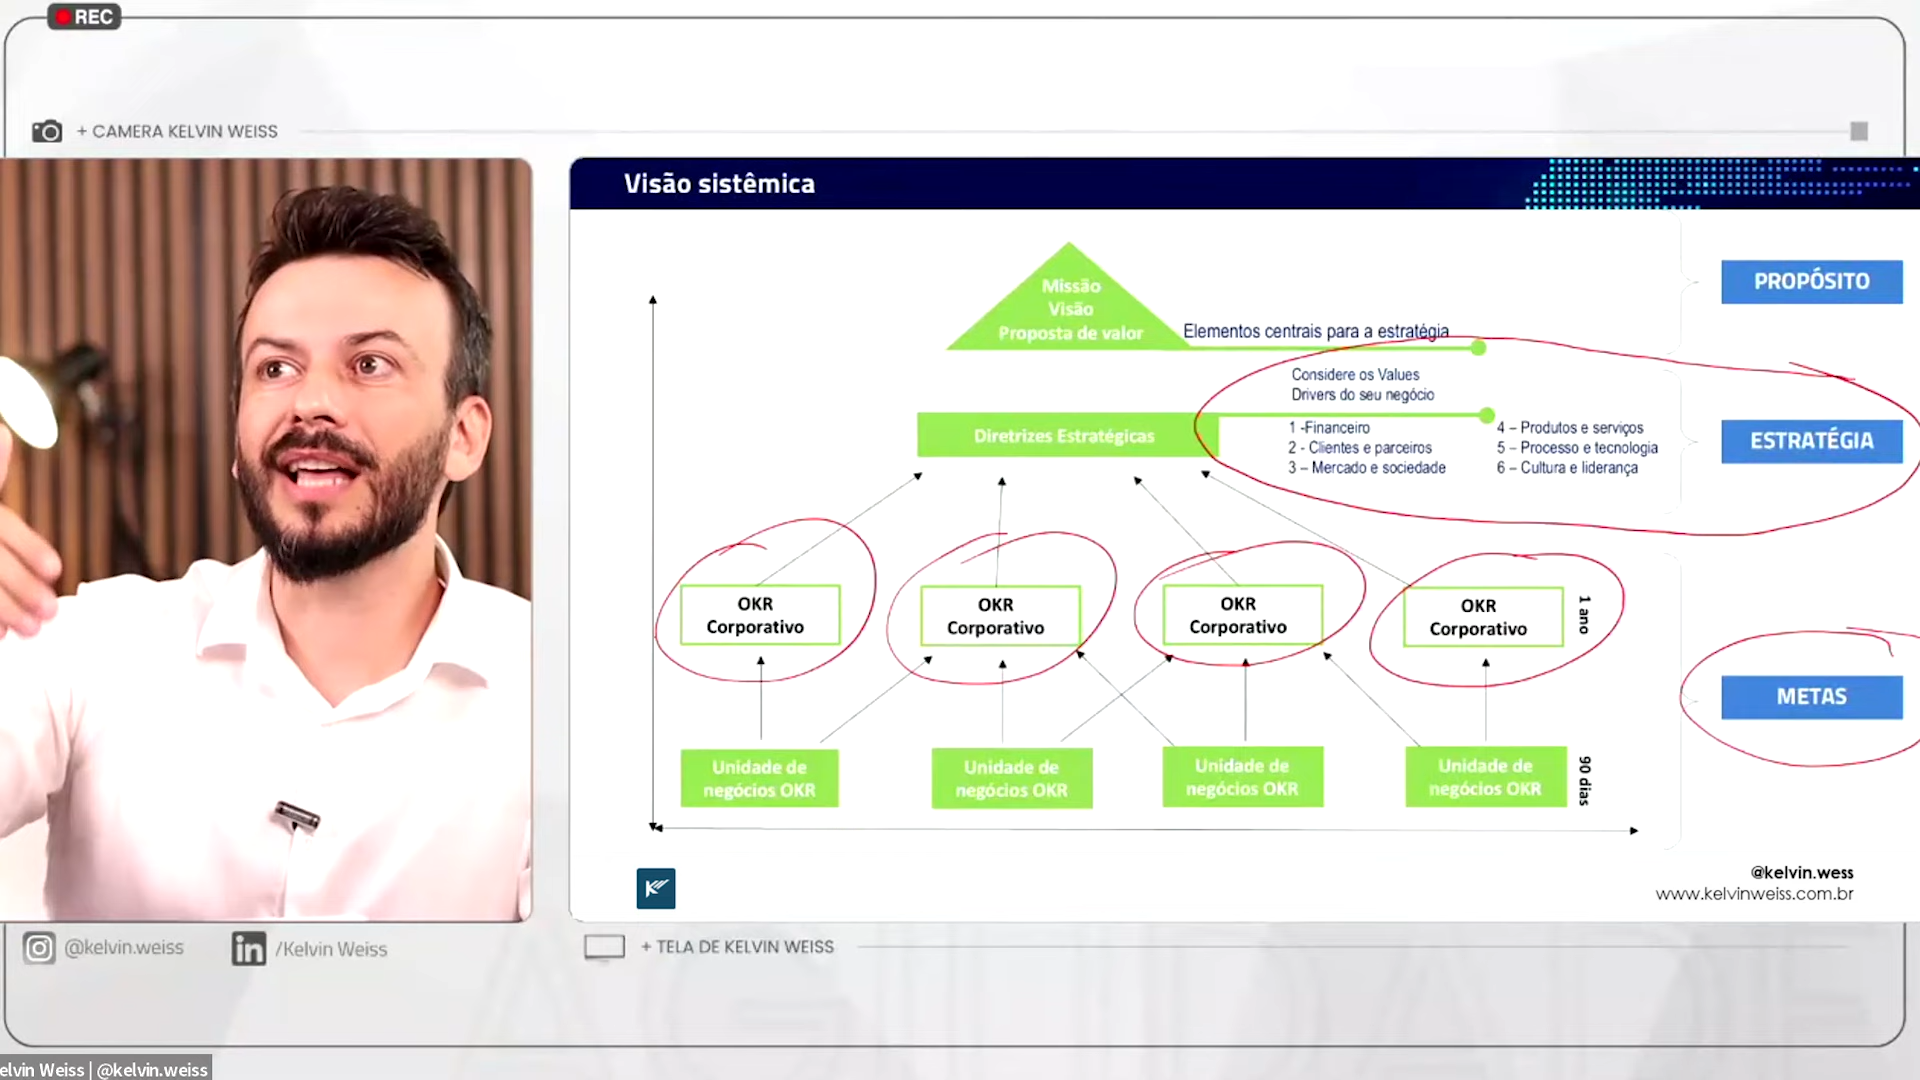 REC
+ CAMERA KELVIN WEISS
Visão sistêmica
Missão
Visão
Proposta de valor
Elementos centrais para a estratégia
PROPÓSITO
Considere os Values
Drivers do seu negócio
Diretrizes Estratégicas
1 -Financeiro
2 - Clientes e parceiros
3 – Mercado e sociedade
4 – Produtos e serviços
5 – Processo e tecnologia
6 – Cultura e liderança
ESTRATÉGIA
OKR
Corporativo
OKR
Corporativo
OKR
Corporativo
OKR
Corporativo
1 ano
METAS
Unidade de
negócios OKR
Unidade de
negócios OKR
Unidade de
negócios OKR
Unidade de
negócios OKR
90 dias
@kelvin.wess
www.kelvinweiss.com.br
@kelvin.weiss
in /Kelvin Weiss
+ TELA DE KELVIN WEISS
elvin Weiss | @kelvin.weiss